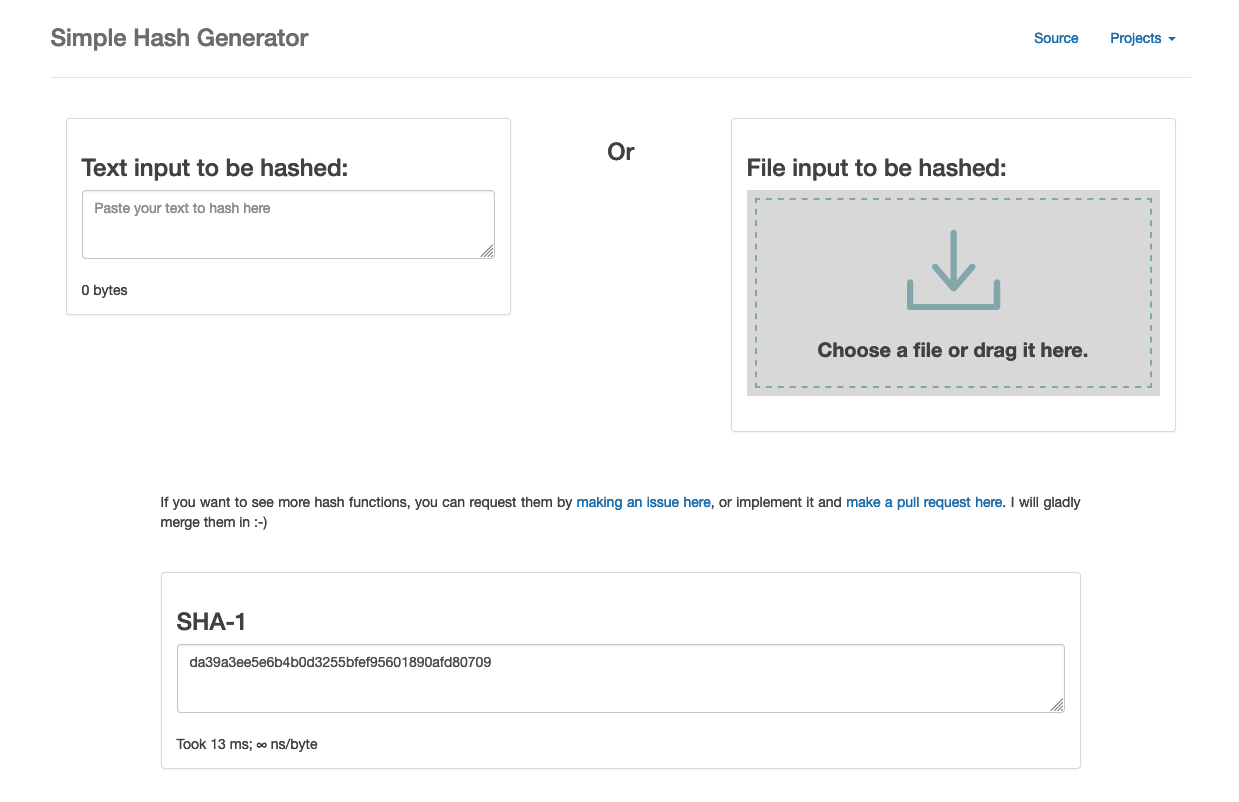 Simple Hash Generator
Source
Projects
Text input to be hashed:
Paste your text to hash here
0 bytes
Or
File input to be hashed:
Choose a file or drag it here.
If you want to see more hash functions, you can request them by making an issue here, or implement it and make a pull request here. I will gladly
merge them in :-)
SHA-1
da39a3ee5e6b4b0d3255bfef95601890afd80709
Took 13 ms; ∞ ns/byte